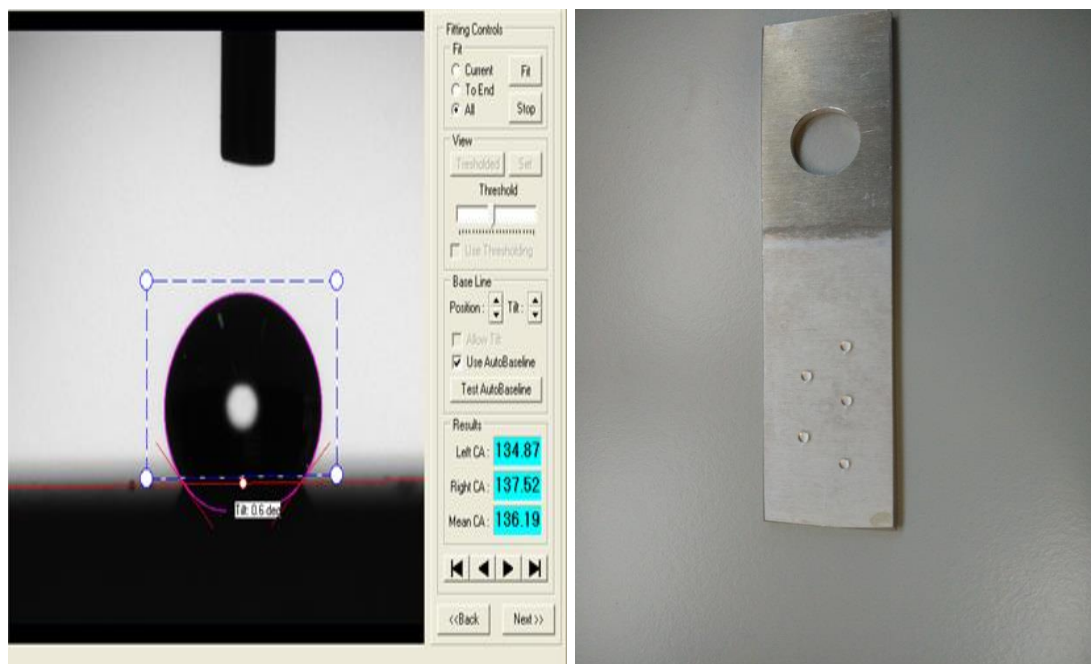 Fitting Controls
Fit
Current
Fit
To End
All
Stop
View
Tresholded
Set
Threshold
Use Thresholding
Base Line
Position :
Tilt :
Allow Tilt
Use AutoBaseline
Test AutoBaseline
Results
Left CA : 134.87
Right CA : 137.52
Mean CA : 136.19
Tilt: 0.6 deg
<<Back
Next >>